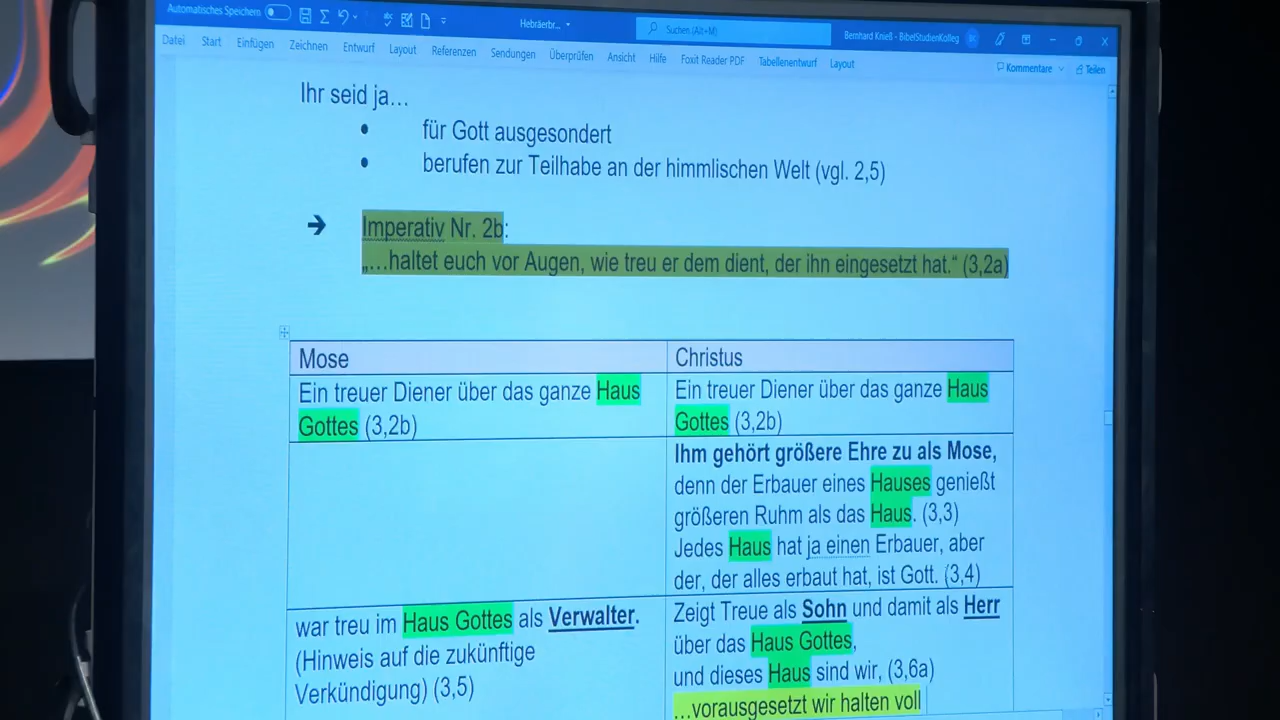 Automatisches Speichern
Hebräerbr...
Suchen (Alt+M)
Bernhard Knieß - BibelStudienKolleg
Datei Start Einfügen Zeichnen Entwurf Layout Referenzen Sendungen Überprüfen Ansicht Hilfe Foxit Reader PDF Tabellenentwurf Layout
Kommentare Teilen
Ihr seid ja…
• für Gott ausgesondert
• berufen zur Teilhabe an der himmlischen Welt (vgl. 2,5)
➔ Imperativ Nr. 2b:
„…haltet euch vor Augen, wie treu er dem dient, der ihn eingesetzt hat.“ (3,2a)
Mose
Christus
Ein treuer Diener über das ganze Haus
Gottes (3,2b)
Ein treuer Diener über das ganze Haus
Gottes (3,2b)
Ihm gehört größere Ehre zu als Mose,
denn der Erbauer eines Hauses genießt
größeren Ruhm als das Haus. (3,3)
Jedes Haus hat ja einen Erbauer, aber
der, der alles erbaut hat, ist Gott. (3,4)
war treu im Haus Gottes als Verwalter.
(Hinweis auf die zukünftige
Verkündigung) (3,5)
Zeigt Treue als Sohn und damit als Herr
über das Haus Gottes,
und dieses Haus sind wir, (3,6a)
…vorausgesetzt wir halten voll